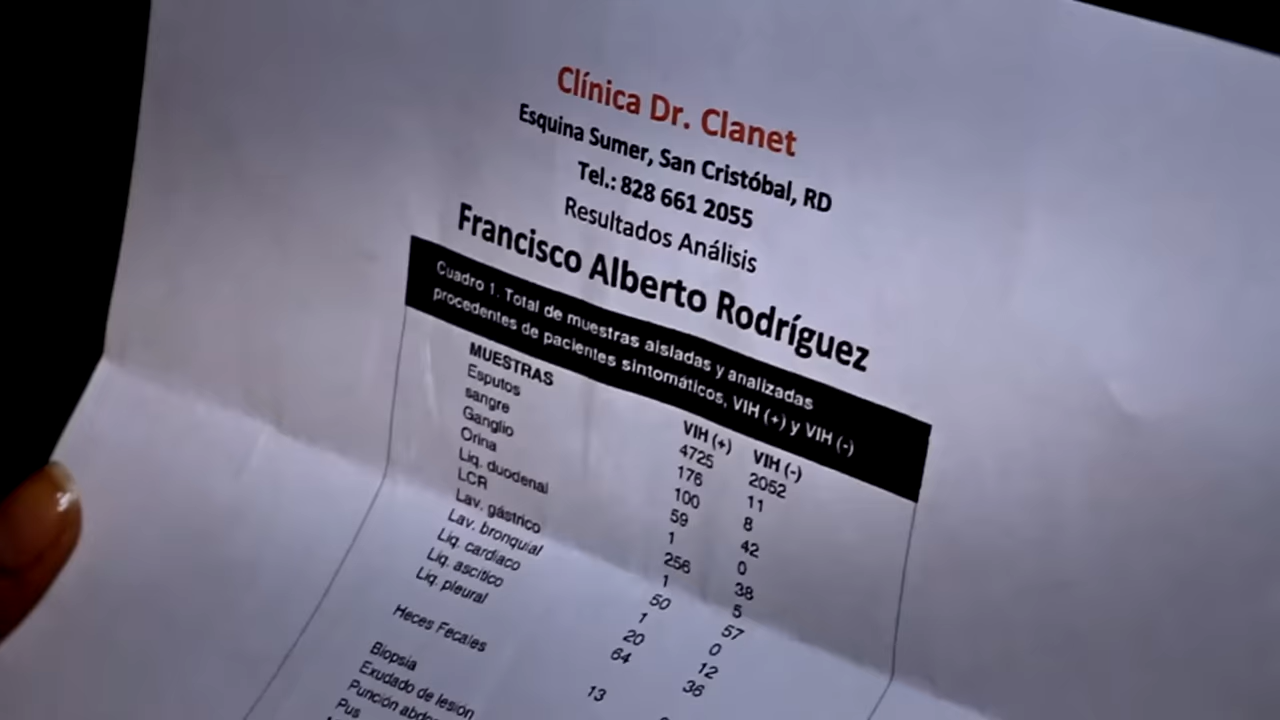 Clínica Dr. Clanet
Esquina Sumer, San Cristóbal, RD
Tel.: 828 661 2055
Resultados Análisis
Francisco Alberto Rodríguez
Cuadro 1. Total de muestras aisladas y analizadas
procedentes de pacientes sintomáticos, VIH (+) y VIH (-)
MUESTRAS VIH (+) VIH (-)
Esputos 4725 2052
sangre 176 11
Ganglio 100 8
Orina 59 42
Liq. duodenal 1 0
LCR 256 38
Lav. gástrico 1 5
Lav. bronquial 50 57
Liq. cardiaco 1 0
Liq. ascitico 20 12
Liq. pleural 64 36
Heces Fecales 13
Biopsia
Exudado de lesión
Punción
Pus